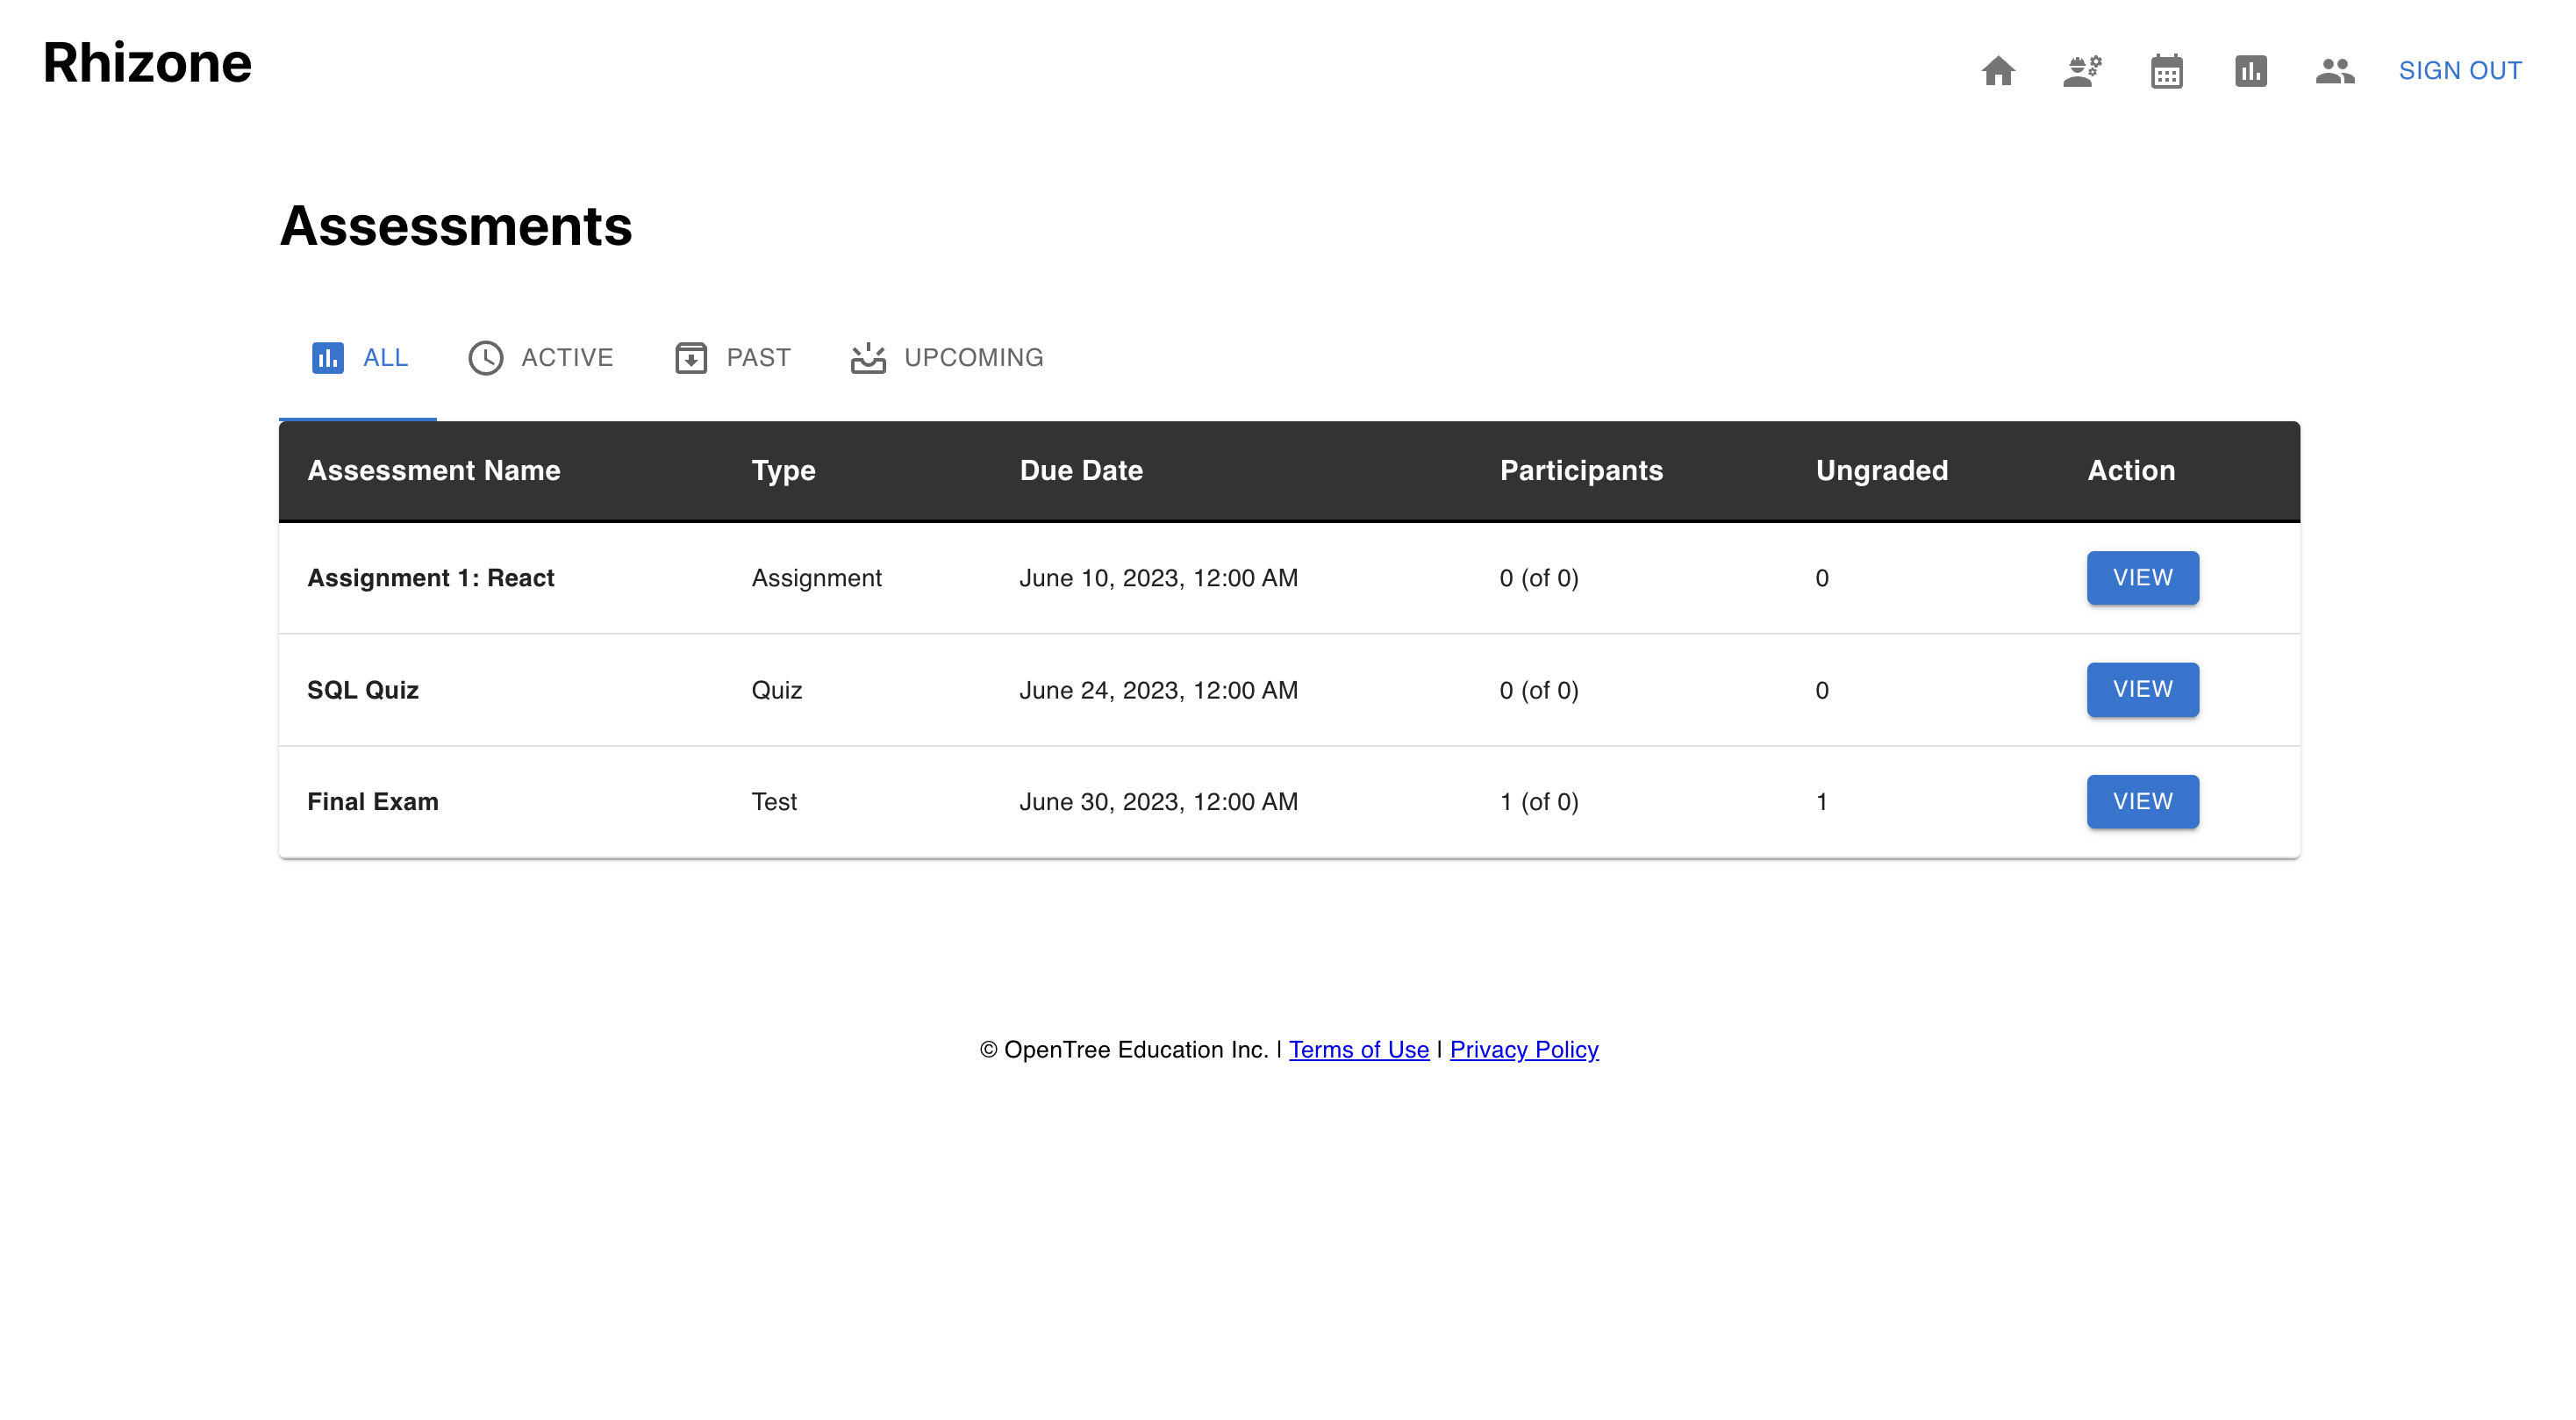 Rhizone
SIGN OUT
Assessments
ALL ACTIVE PAST UPCOMING
Assessment Name Type Due Date Participants Ungraded Action
Assignment 1: React Assignment June 10, 2023, 12:00 AM 0 (of 0) 0 VIEW
SQL Quiz Quiz June 24, 2023, 12:00 AM 0 (of 0) 0 VIEW
Final Exam Test June 30, 2023, 12:00 AM 1 (of 0) 1 VIEW
© OpenTree Education Inc. | Terms of Use | Privacy Policy